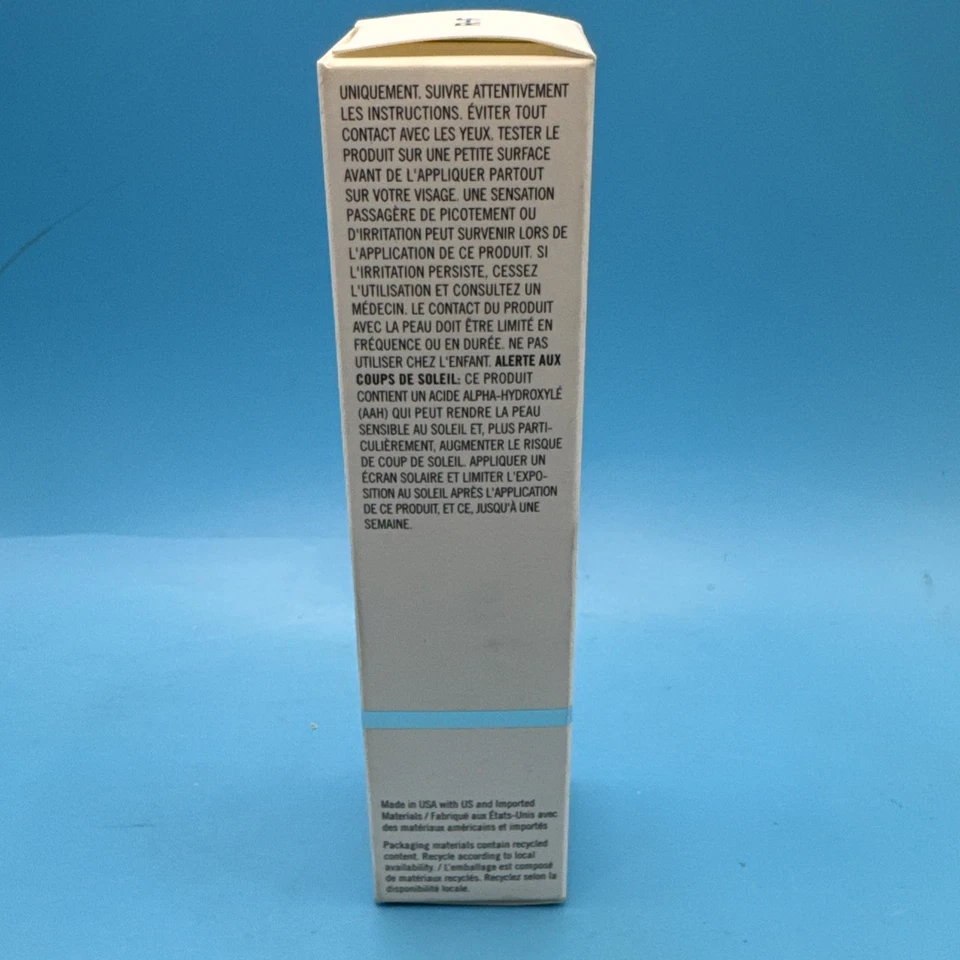 UNIQUEMENT. SUIVRE ATTENTIVEMENT
LES INSTRUCTIONS. ÉVITER TOUT
CONTACT AVEC LES YEUX. TESTER LE
PRODUIT SUR UNE PETITE SURFACE
AVANT DE L'APPLIQUER PARTOUT
SUR VOTRE VISAGE. UNE SENSATION
PASSAGÈRE DE PICOTEMENT OU
D'IRRITATION PEUT SURVENIR LORS DE
L'APPLICATION DE CE PRODUIT. SI
L'IRRITATION PERSISTE, CESSEZ
L'UTILISATION ET CONSULTEZ UN
MÉDECIN. LE CONTACT DU PRODUIT
AVEC LA PEAU DOIT ÊTRE LIMITÉ EN
FRÉQUENCE OU EN DURÉE. NE PAS
UTILISER CHEZ L'ENFANT. ALERTE AUX
COUPS DE SOLEIL: CE PRODUIT
CONTIENT UN ACIDE ALPHA-HYDROXYLÉ
(AAH) QUI PEUT RENDRE LA PEAU
SENSIBLE AU SOLEIL ET, PLUS PARTI-
CULIÈREMENT, AUGMENTER LE RISQUE
DE COUP DE SOLEIL. APPLIQUER UN
ÉCRAN SOLAIRE ET LIMITER L'EXPO-
SITION AU SOLEIL APRÈS L'APPLICATION
DE CE PRODUIT, ET CE, JUSQU'À UNE
SEMAINE.
Made in USA with US and Imported
Materials / Fabriqué aux États-Unis avec
des matériaux américains et importés
Packaging materials contain recycled
content. Recycle according to local
availability. / L'emballage est composé
de matériaux recyclés. Recyclez selon la
disponibilité locale.